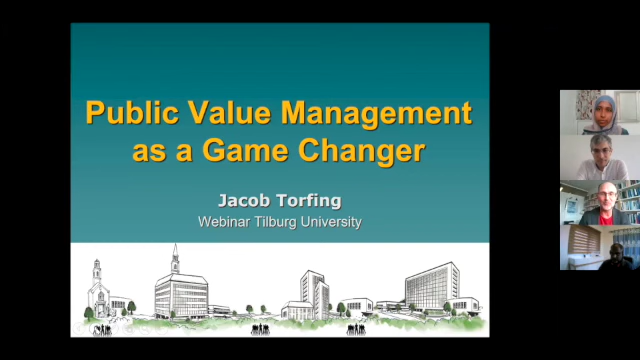 Public Value Management
as a Game Changer
Jacob Torfing
Webinar Tilburg University